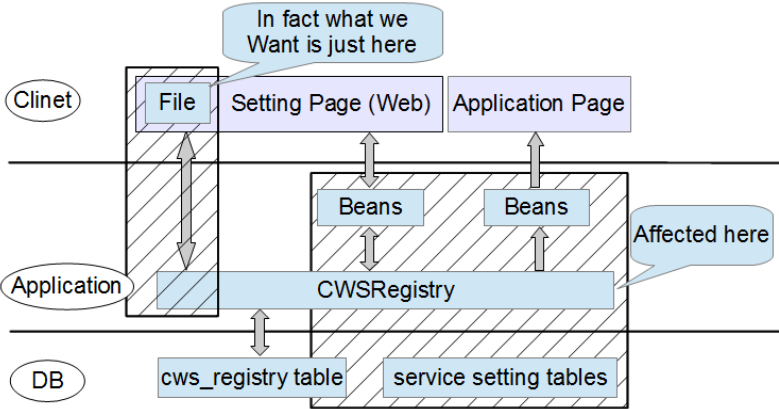 In fact what we
Want is just here
Clinet
File
Setting Page (Web)
Application Page
Beans
Beans
Affected here
Application
CWSRegistry
DB
cws_registry table
service setting tables